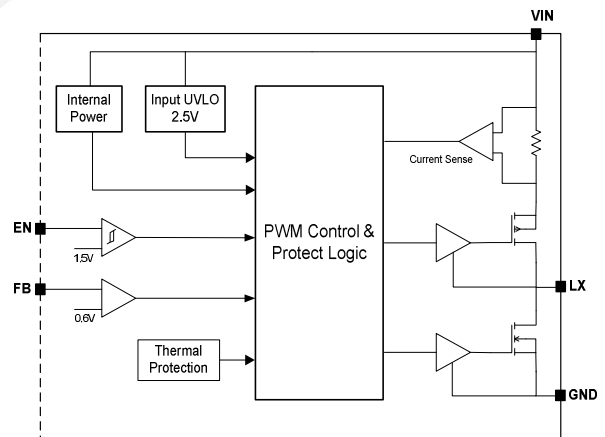 VIN
Internal
Power
Input UVLO
2.5V
Current Sense
EN
1.5V
PWM Control &
Protect Logic
FB
0.6V
LX
Thermal
Protection
GND